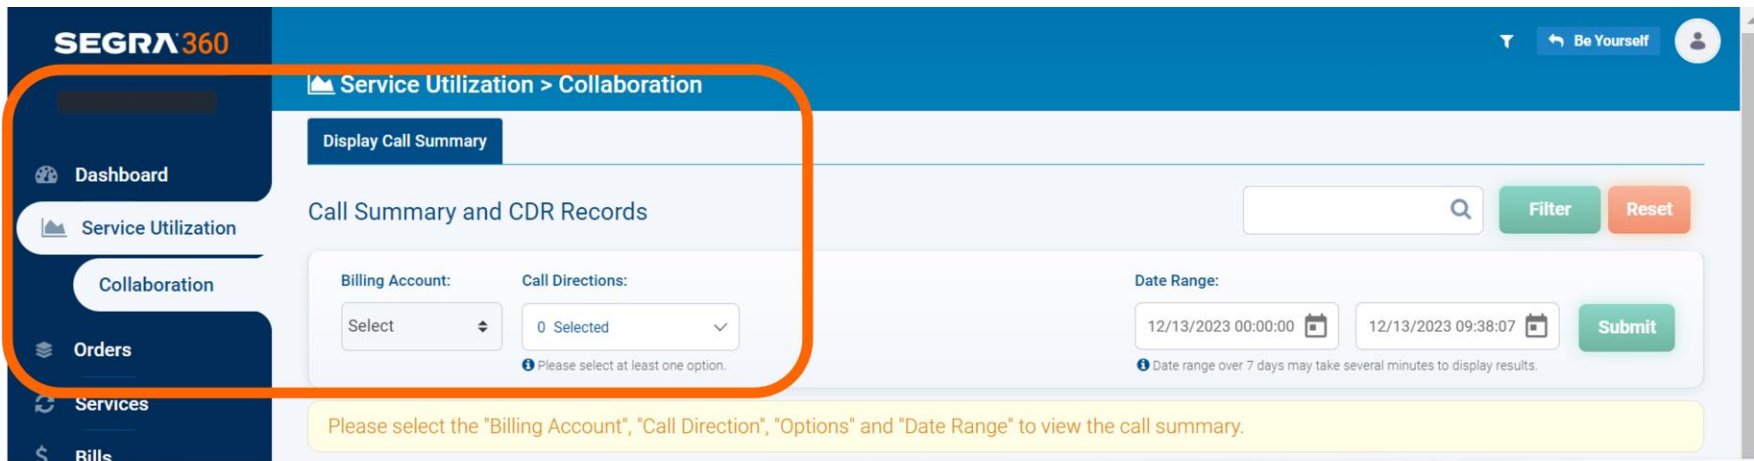 SEGRA 360
Be Yourself
Service Utilization > Collaboration
Display Call Summary
Dashboard
Service Utilization
Collaboration
Orders
Services
Bills
Call Summary and CDR Records
Filter
Reset
Billing Account:
Call Directions:
Date Range:
Select
0 Selected
12/13/2023 00:00:00
12/13/2023 09:38:07
Submit
Please select at least one option.
Date range over 7 days may take several minutes to display results.
Please select the "Billing Account", "Call Direction", "Options" and "Date Range" to view the call summary.